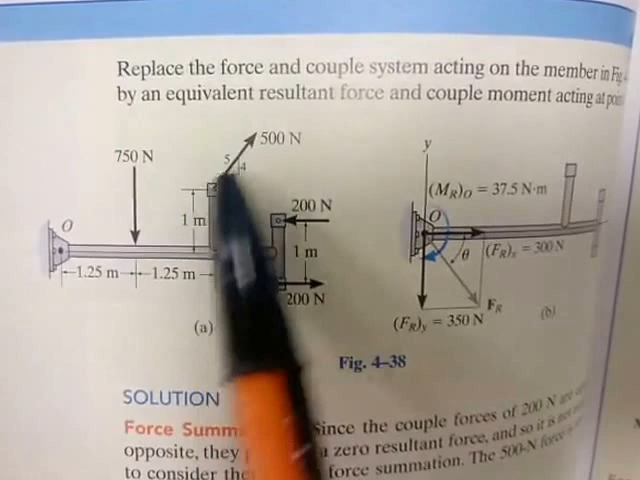 Replace the force and couple system acting on the member in Fig.
by an equivalent resultant force and couple moment acting at
500 N
750 N
5
4
200 N
O
1 m
1 m
1.25 m
1.25 m
200 N
(a)
y
(M_R)_O = 37.5 N·m
O
θ
(F_R)_x = 300 N
F_R
(F_R)_y = 350 N
(b)
Fig. 4–38
SOLUTION
Force Since the couple forces of 200 N are
opposite, they a zero resultant force, and so it is not
to consider force summation. The 500-N force